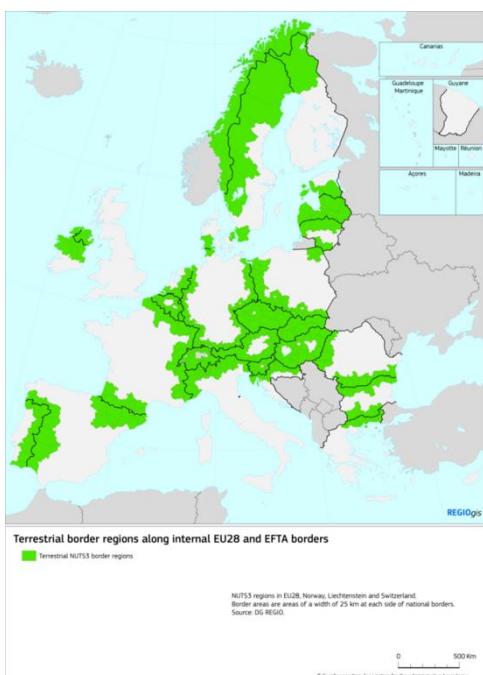 Canarias
Guadeloupe
Martinique
Guyane
Mayotte
Réunion
Açores
Madeira
REGIOgis
Terrestrial border regions along internal EU28 and EFTA borders
Terrestrial NUTS3 border regions
NUTS3 regions in EU28, Norway, Liechtenstein and Switzerland.
Border areas are areas of a width of 25 km at each side of national borders.
Source: DG REGIO.
0 500 Km